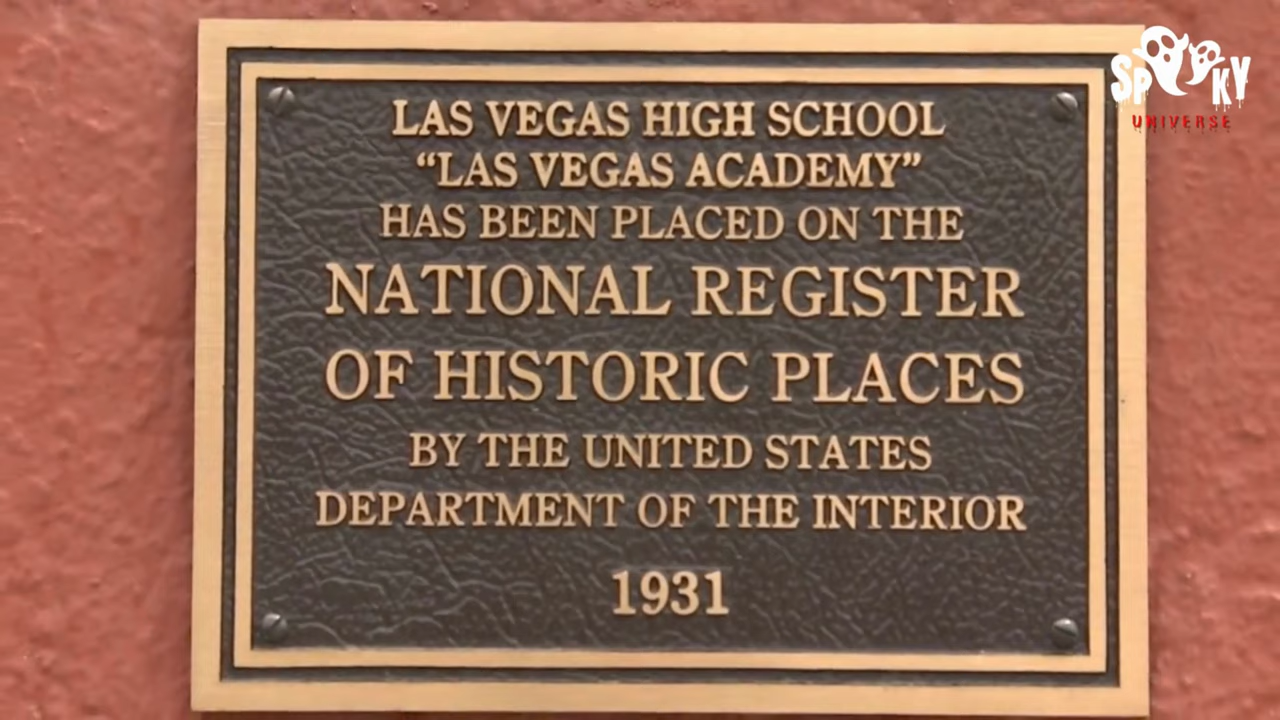 LAS VEGAS HIGH SCHOOL
“LAS VEGAS ACADEMY”
HAS BEEN PLACED ON THE
NATIONAL REGISTER
OF HISTORIC PLACES
BY THE UNITED STATES
DEPARTMENT OF THE INTERIOR
1931
SPOOKY
UNIVERSE